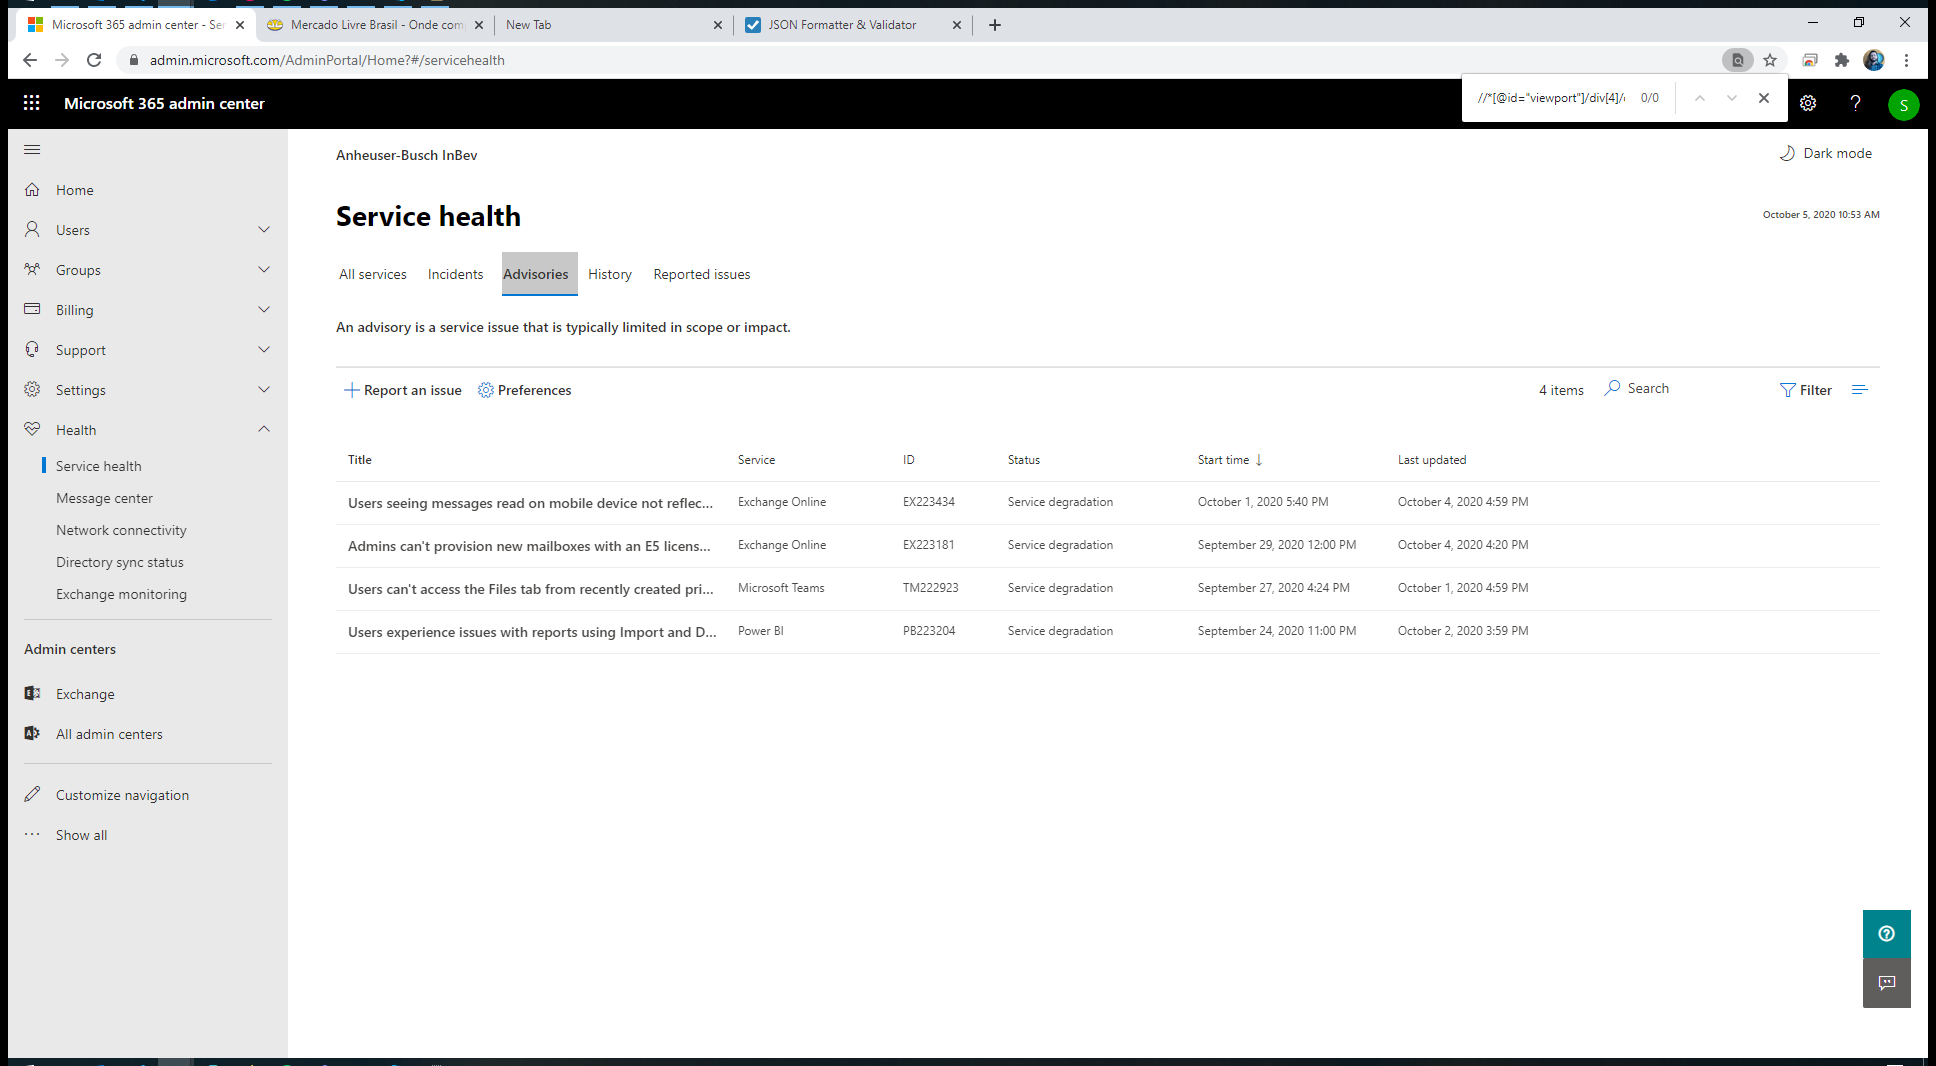 Microsoft 365 admin center - Ser
Mercado Livre Brasil - Onde com
New Tab
JSON Formatter & Validator
admin.microsoft.com/AdminPortal/Home?#/servicehealth
Microsoft 365 admin center
//*[@id="viewport"]/div[4]/ 0/0
?
S
Anheuser-Busch InBev
Dark mode
Home
Users
Groups
Billing
Support
Settings
Health
Service health
Message center
Network connectivity
Directory sync status
Exchange monitoring
Admin centers
Exchange
All admin centers
Customize navigation
Show all
Service health
October 5, 2020 10:53 AM
All services Incidents Advisories History Reported issues
An advisory is a service issue that is typically limited in scope or impact.
Report an issue Preferences 4 items Search Filter
Title Service ID Status Start time ↓ Last updated
Users seeing messages read on mobile device not reflec... Exchange Online EX223434 Service degradation October 1, 2020 5:40 PM October 4, 2020 4:59 PM
Admins can't provision new mailboxes with an E5 licens... Exchange Online EX223181 Service degradation September 29, 2020 12:00 PM October 4, 2020 4:20 PM
Users can't access the Files tab from recently created pri... Microsoft Teams TM222923 Service degradation September 27, 2020 4:24 PM October 1, 2020 4:59 PM
Users experience issues with reports using Import and D... Power BI PB223204 Service degradation September 24, 2020 11:00 PM October 2, 2020 3:59 PM